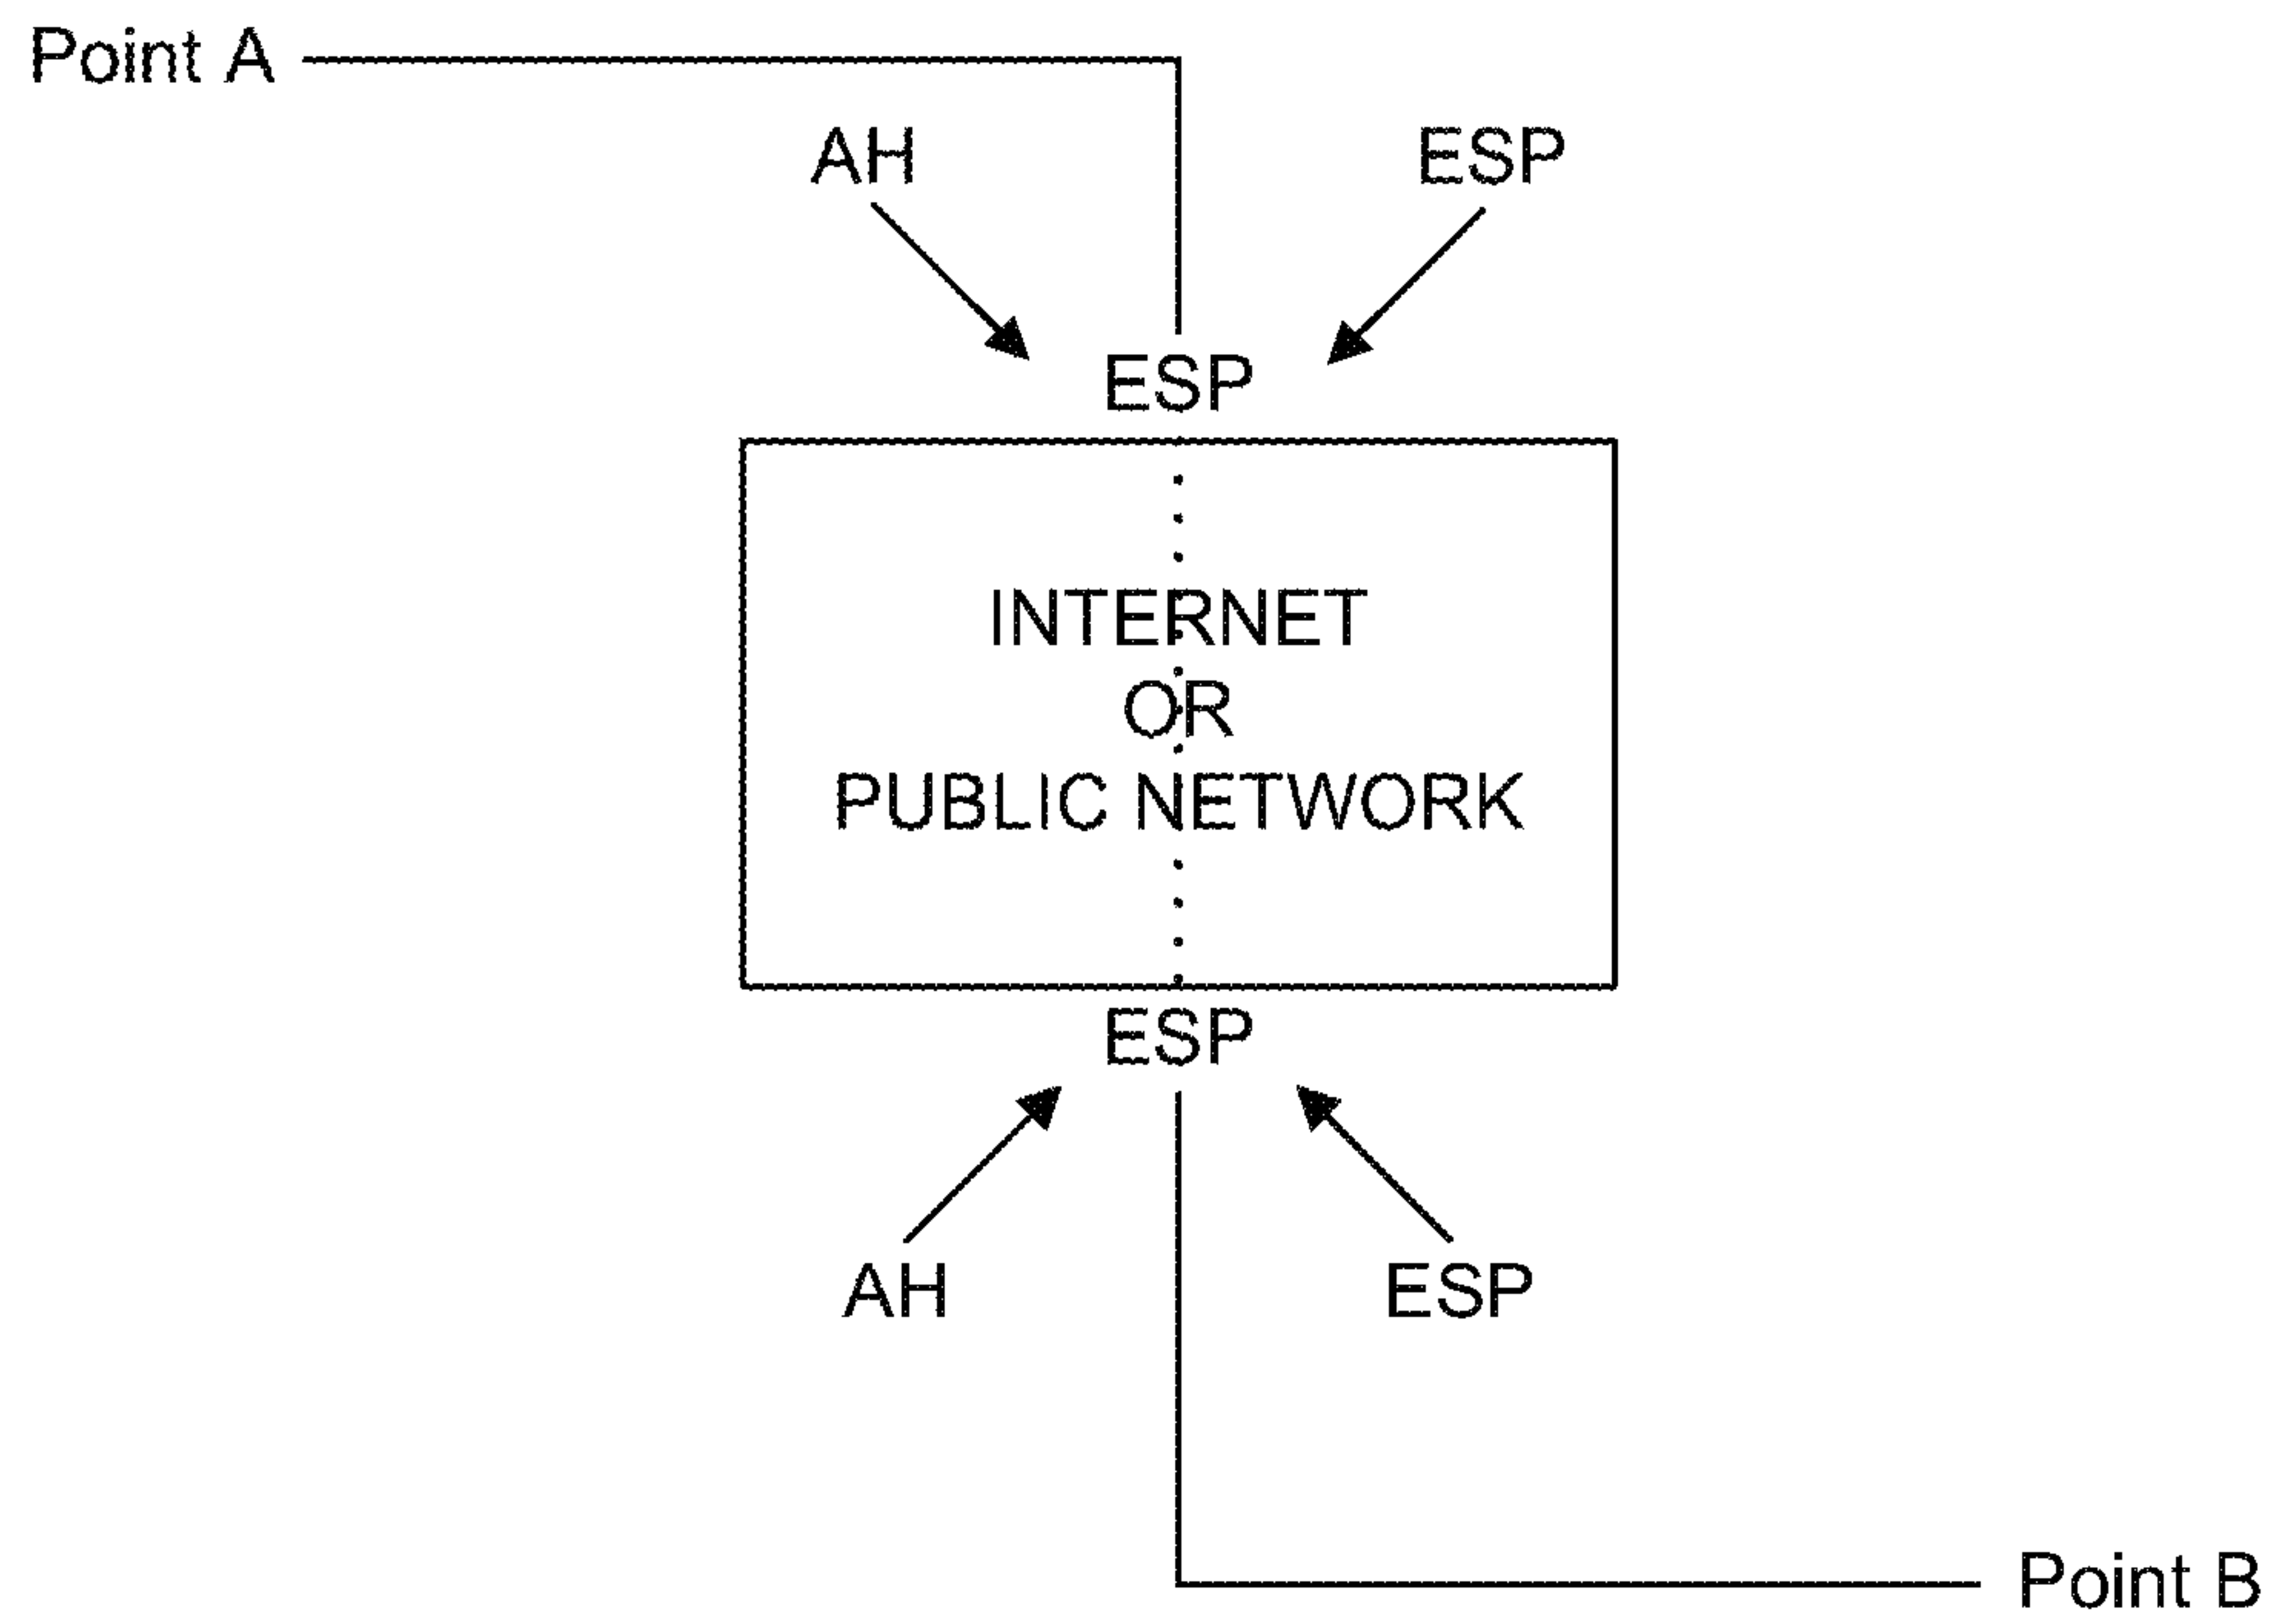 Point A
AH
ESP
ESP
INTERNET
OR
PUBLIC NETWORK
ESP
AH
ESP
Point B